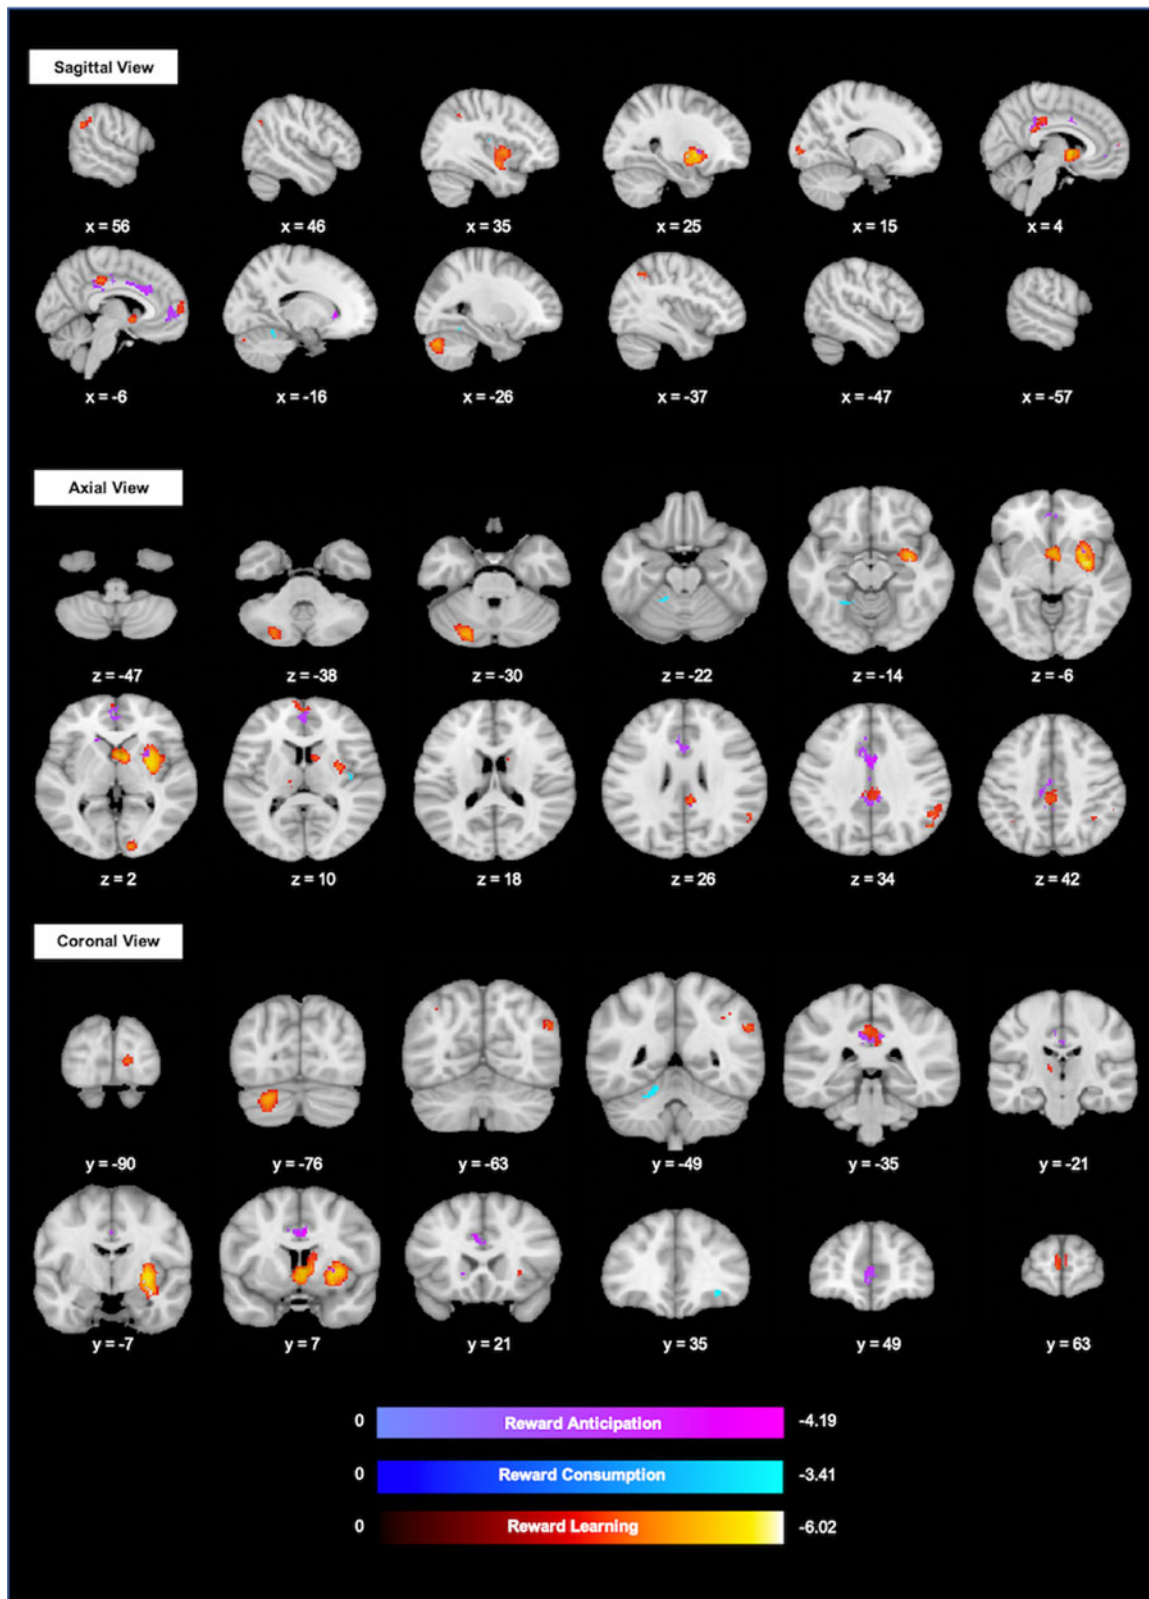 Sagittal View
x = 56 x = 46 x = 35 x = 25 x = 15 x = 4
x = -6 x = -16 x = -26 x = -37 x = -47 x = -57
Axial View
z = -47 z = -38 z = -30 z = -22 z = -14 z = -6
z = 2 z = 10 z = 18 z = 26 z = 34 z = 42
Coronal View
y = -90 y = -76 y = -63 y = -49 y = -35 y = -21
y = -7 y = 7 y = 21 y = 35 y = 49 y = 63
0 Reward Anticipation -4.19
0 Reward Consumption -3.41
0 Reward Learning -6.02